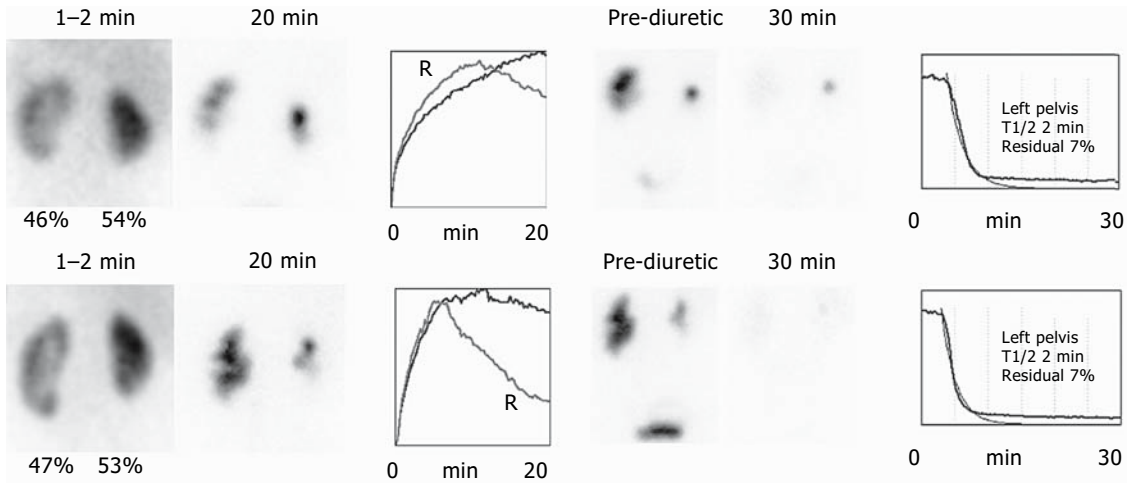 1–2 min 20 min Pre-diuretic 30 min
R
Left pelvis
T1/2 2 min
Residual 7%
46% 54%
0 min 20 0 min 30
1–2 min 20 min Pre-diuretic 30 min
Left pelvis
T1/2 2 min
Residual 7%
R
47% 53%
0 min 20 0 min 30